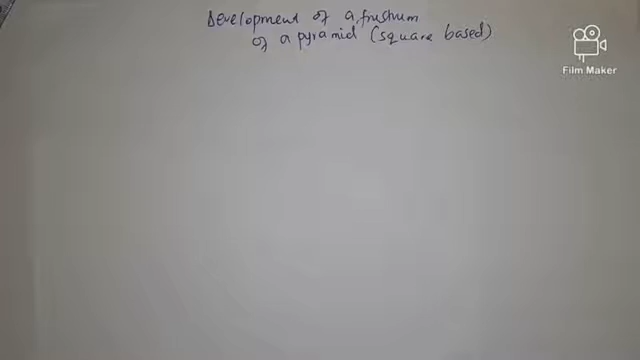 Development of a frustum
of a pyramid (square based)
Film Maker